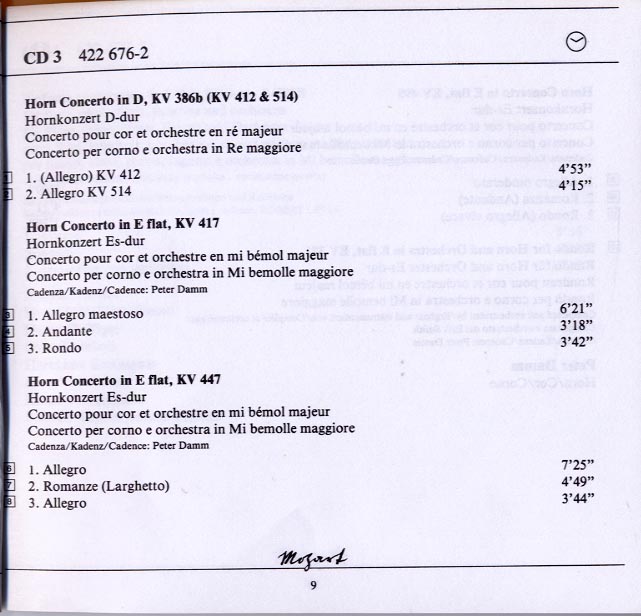 CD 3 422 676-2
Horn Concerto in D, KV 386b (KV 412 & 514)
Hornkonzert D-dur
Concerto pour cor et orchestre en ré majeur
Concerto per corno e orchestra in Re maggiore
1 1. (Allegro) KV 412 4’53”
2 2. Allegro KV 514 4’15”
Horn Concerto in E flat, KV 417
Hornkonzert Es-dur
Concerto pour cor et orchestre en mi bémol majeur
Concerto per corno e orchestra in Mi bemolle maggiore
Cadenza/Kadenz/Cadence: Peter Damm
3 1. Allegro maestoso 6’21”
4 2. Andante 3’18”
5 3. Rondo 3’42”
Horn Concerto in E flat, KV 447
Hornkonzert Es-dur
Concerto pour cor et orchestre en mi bémol majeur
Concerto per corno e orchestra in Mi bemolle maggiore
Cadenza/Kadenz/Cadence: Peter Damm
6 1. Allegro 7’25”
7 2. Romanze (Larghetto) 4’49”
8 3. Allegro 3’44”
Mozart
9